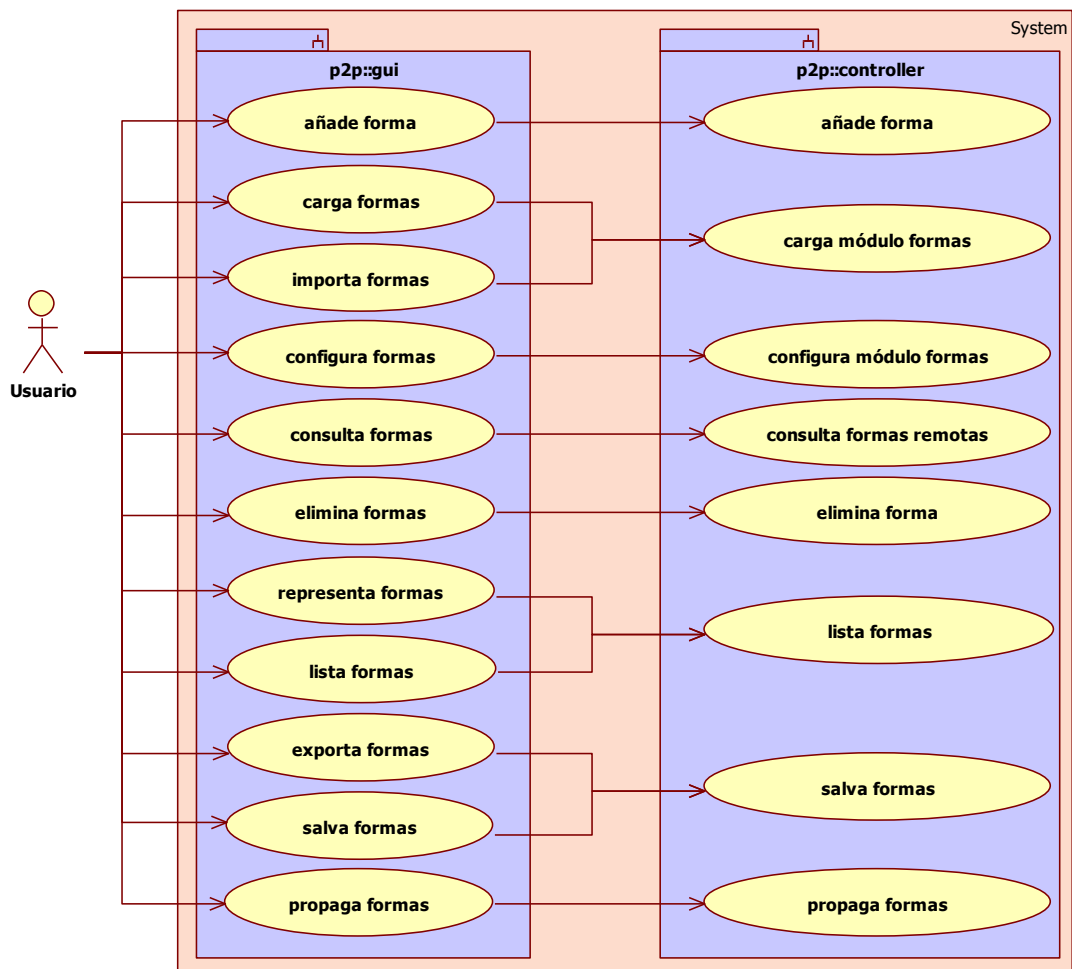 System
p2p::gui
p2p::controller
añade forma
añade forma
carga formas
carga módulo formas
importa formas
Usuario
configura formas
configura módulo formas
consulta formas
consulta formas remotas
elimina formas
elimina forma
representa formas
lista formas
lista formas
exporta formas
salva formas
salva formas
propaga formas
propaga formas